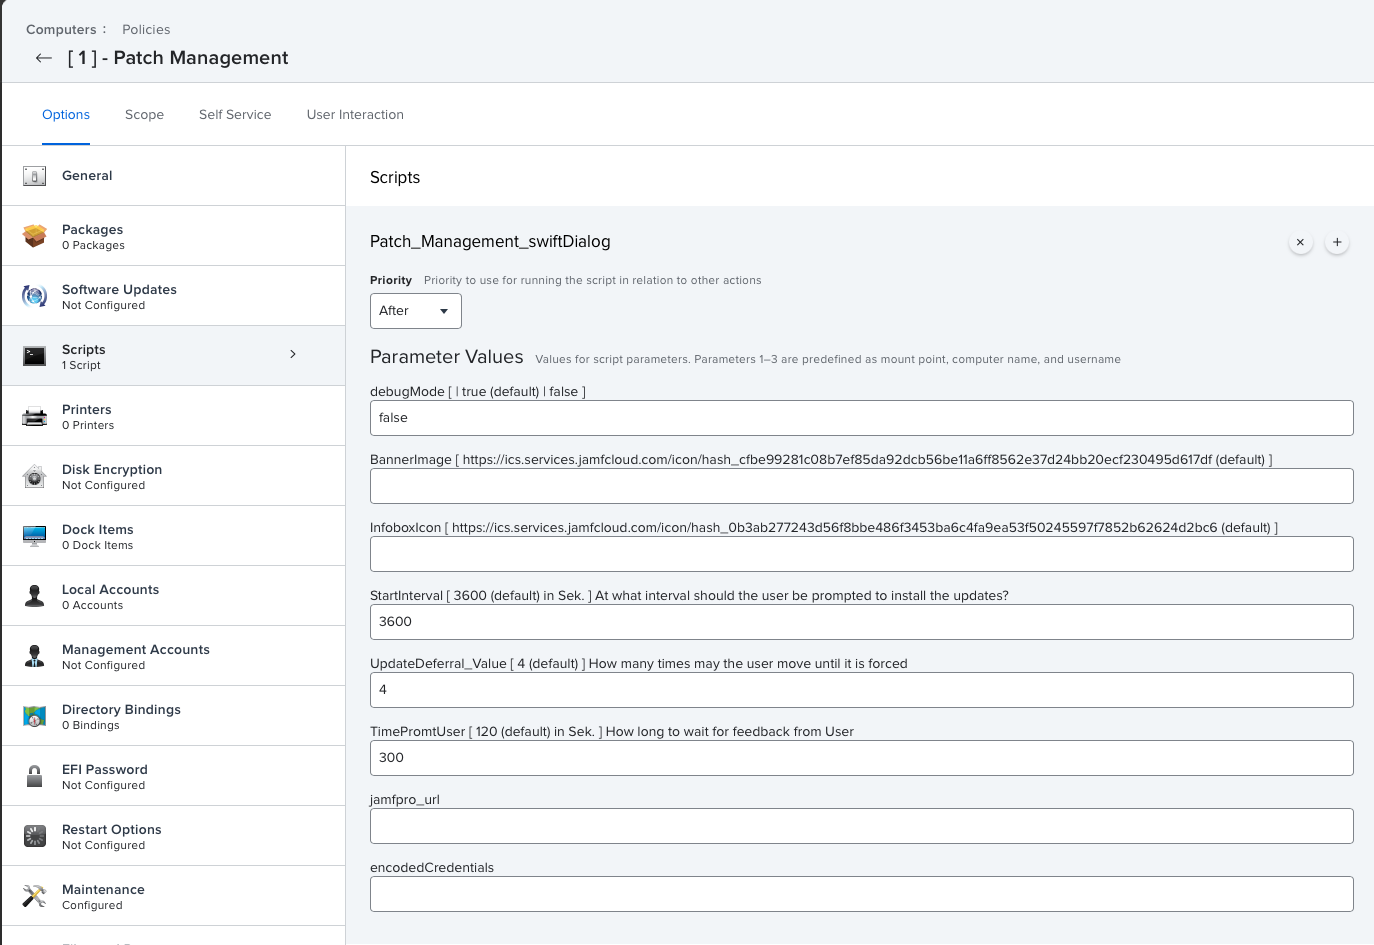 Computers : Policies
← [ 1 ] - Patch Management
Options Scope Self Service User Interaction
General
Packages
0 Packages
Software Updates
Not Configured
Scripts
1 Script
Printers
0 Printers
Disk Encryption
Not Configured
Dock Items
0 Dock Items
Local Accounts
0 Accounts
Management Accounts
Not Configured
Directory Bindings
0 Bindings
EFI Password
Not Configured
Restart Options
Not Configured
Maintenance
Configured
Scripts
Patch_Management_swiftDialog
Priority Priority to use for running the script in relation to other actions
After
Parameter Values Values for script parameters. Parameters 1–3 are predefined as mount point, computer name, and username
debugMode [ | true (default) | false ]
false
BannerImage [ https://ics.services.jamfcloud.com/icon/hash_cfbe99281c08b7ef85da92dcb56be11a6ff8562e37d24bb20ecf230495d617df (default) ]
InfoboxIcon [ https://ics.services.jamfcloud.com/icon/hash_0b3ab277243d56f8bbe486f3453ba6c4fa9ea53f50245597f7852b62624d2bc6 (default) ]
StartInterval [ 3600 (default) in Sek. ] At what interval should the user be prompted to install the updates?
3600
UpdateDeferral_Value [ 4 (default) ] How many times may the user move until it is forced
4
TimePromtUser [ 120 (default) in Sek. ] How long to wait for feedback from User
300
jamfpro_url
encodedCredentials